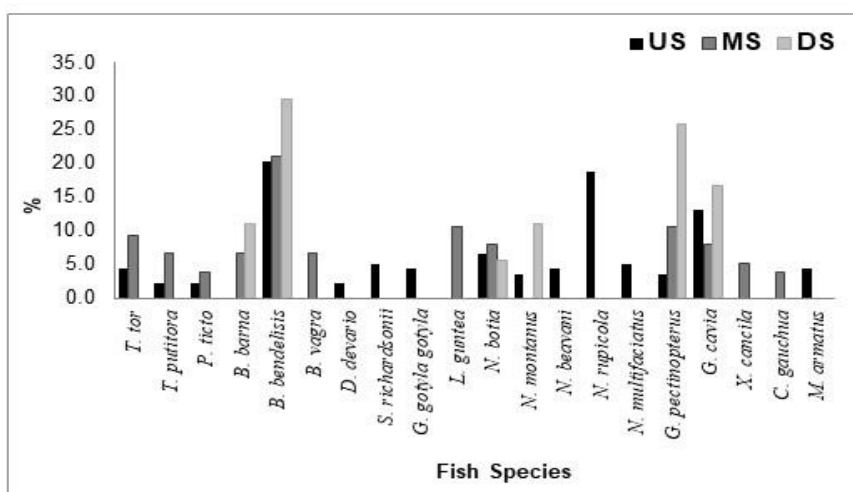 US MS DS
35.0
30.0
25.0
20.0
15.0
10.0
5.0
0.0
%
T. tor
T. putitora
P. ticto
B. barna
B. bendelisis
B. vagra
D. devario
S. richardsonii
G. gotyla gotyla
L. guntea
N. botia
N. montanus
N. beavani
N. rupicola
N. multifaciatus
G. pectinopterus
G. cavia
X. cancila
C. gauchua
M. armatus
Fish Species